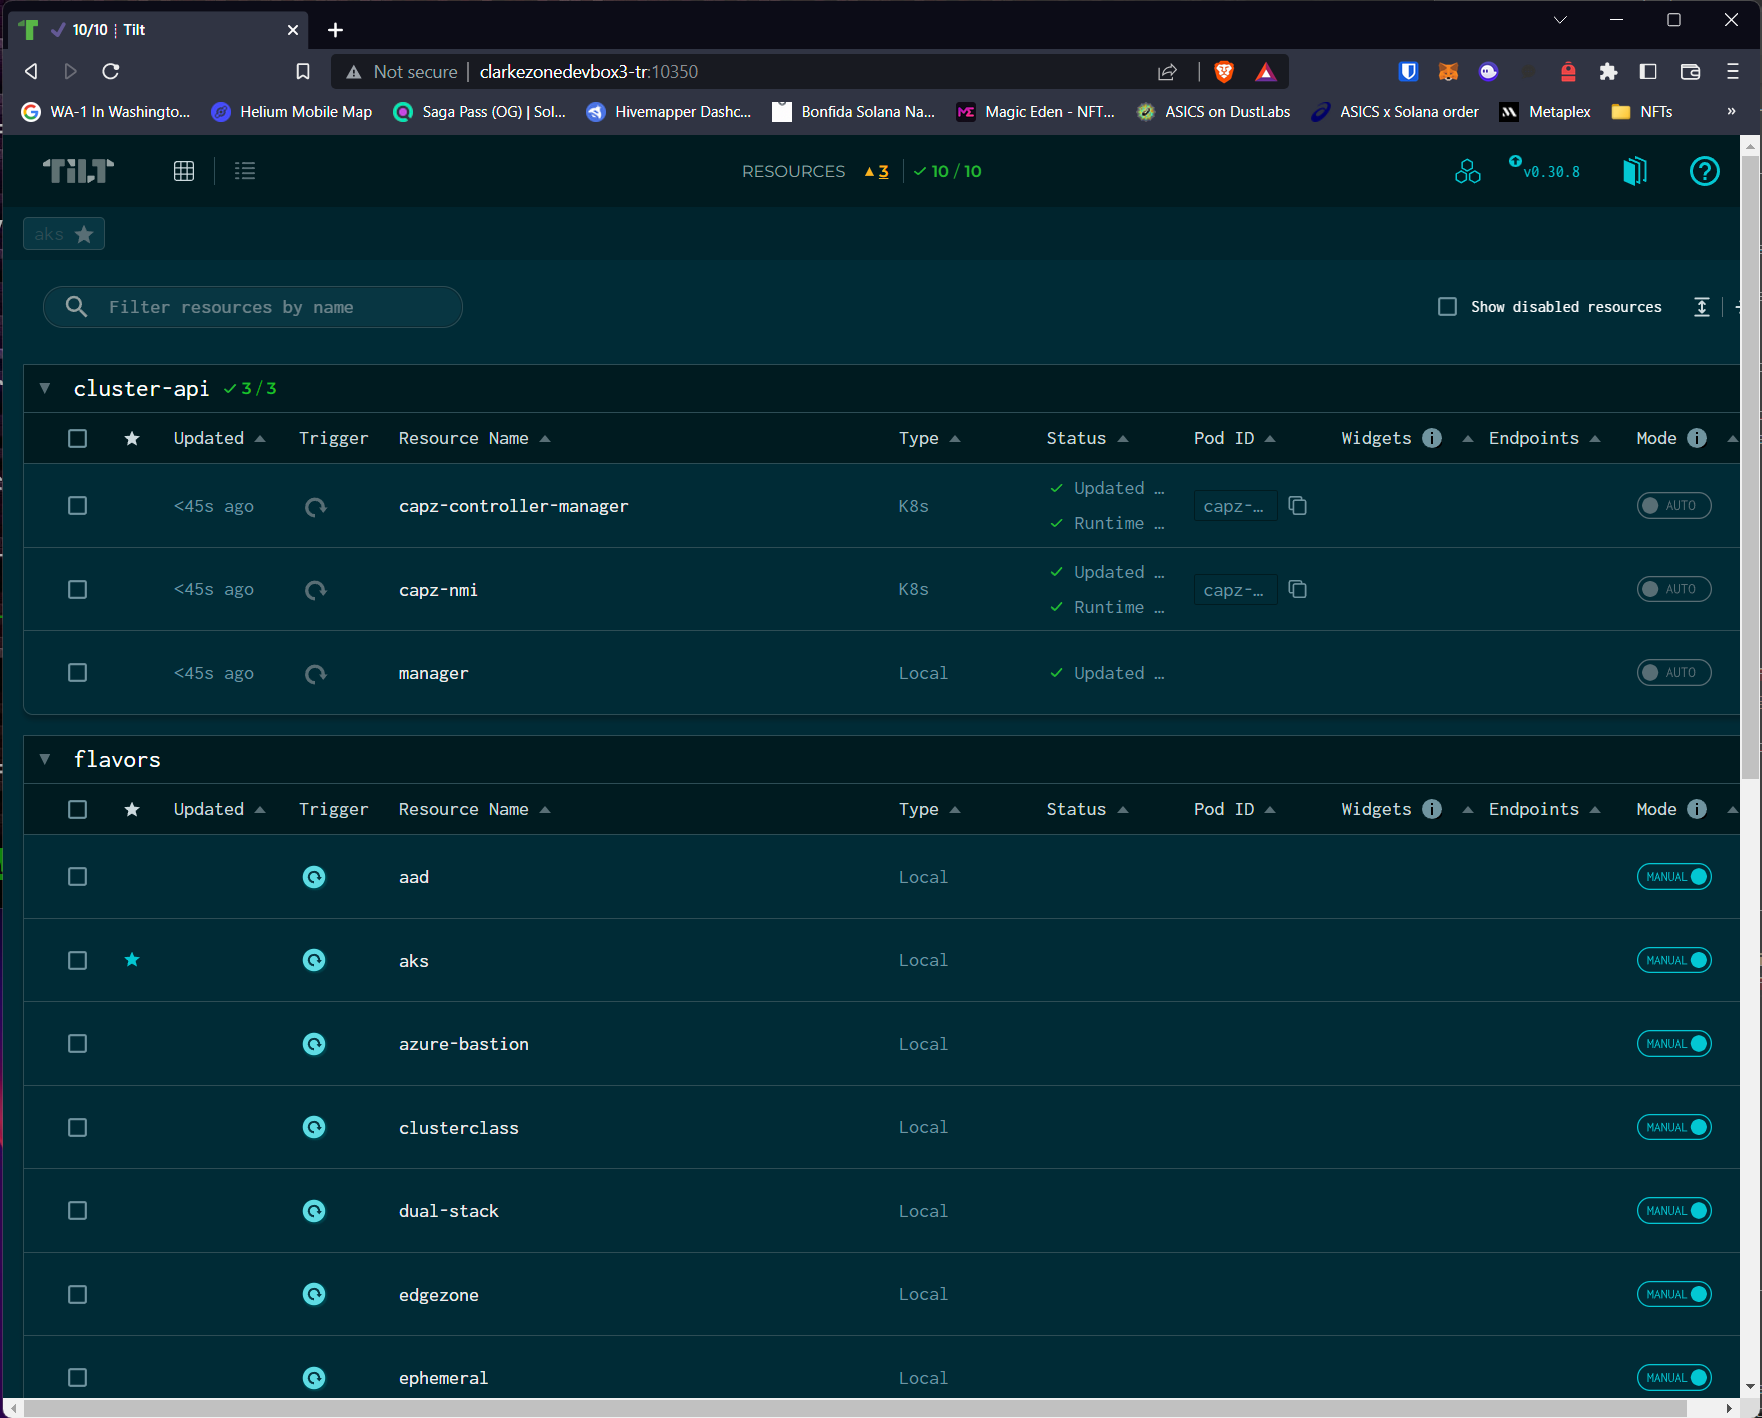 10/10 ┊ Tilt
Not secure clarkezonedevbox3-tr:10350
WA-1 In Washingto... Helium Mobile Map Saga Pass (OG) | Sol... Hivemapper Dashc... Bonfida Solana Na... Magic Eden - NFT... ASICS on DustLabs ASICS x Solana order Metaplex NFTs »
TILT RESOURCES 3 10 / 10 v0.30.8 ?
aks
Filter resources by name Show disabled resources
cluster-api 3/3
Updated Trigger Resource Name Type Status Pod ID Widgets Endpoints Mode
<45s ago capz-controller-manager K8s Updated … Runtime … capz-… AUTO
<45s ago capz-nmi K8s Updated … Runtime … capz-… AUTO
<45s ago manager Local Updated … AUTO
flavors
Updated Trigger Resource Name Type Status Pod ID Widgets Endpoints Mode
aad Local MANUAL
aks Local MANUAL
azure-bastion Local MANUAL
clusterclass Local MANUAL
dual-stack Local MANUAL
edgezone Local MANUAL
ephemeral Local MANUAL